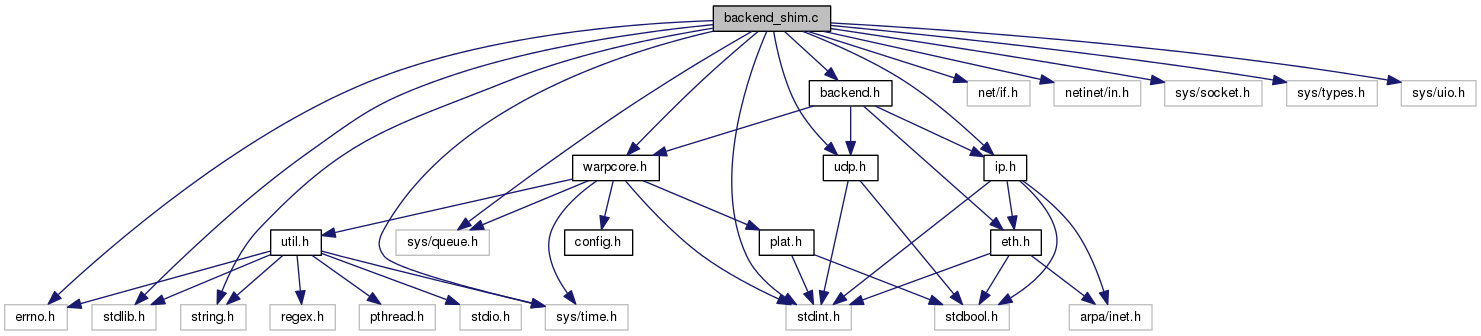 backend_shim.c
backend.h
net/if.h
netinet/in.h
sys/socket.h
sys/types.h
sys/uio.h
warpcore.h
udp.h
ip.h
util.h
sys/queue.h
config.h
plat.h
eth.h
errno.h
stdlib.h
string.h
regex.h
pthread.h
stdio.h
sys/time.h
stdint.h
stdbool.h
arpa/inet.h